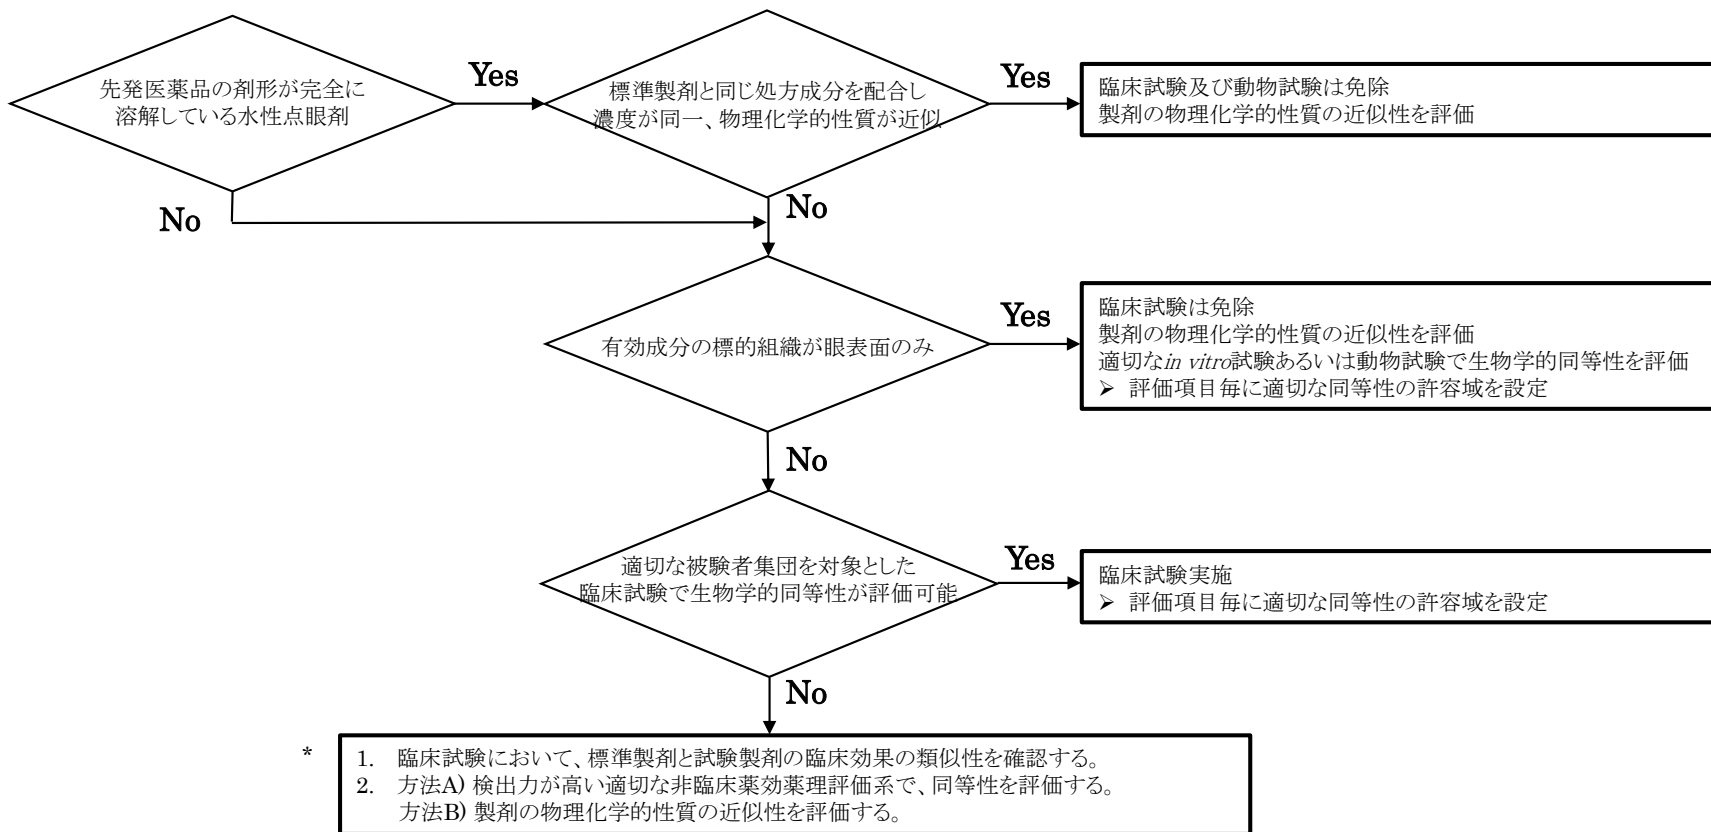 先発医薬品の剤形が完全に
溶解している水性点眼剤
Yes
標準製剤と同じ処方成分を配合し
濃度が同一、物理化学的性質が近似
Yes
臨床試験及び動物試験は免除
製剤の物理化学的性質の近似性を評価
No
No
有効成分の標的組織が眼表面のみ
Yes
臨床試験は免除
製剤の物理化学的性質の近似性を評価
適切なin vitro試験あるいは動物試験で生物学的同等性を評価
➢ 評価項目毎に適切な同等性の許容域を設定
No
適切な被験者集団を対象とした
臨床試験で生物学的同等性が評価可能
Yes
臨床試験実施
➢ 評価項目毎に適切な同等性の許容域を設定
No
*
1. 臨床試験において、標準製剤と試験製剤の臨床効果の類似性を確認する。
2. 方法A) 検出力が高い適切な非臨床薬効薬理評価系で、同等性を評価する。
方法B) 製剤の物理化学的性質の近似性を評価する。